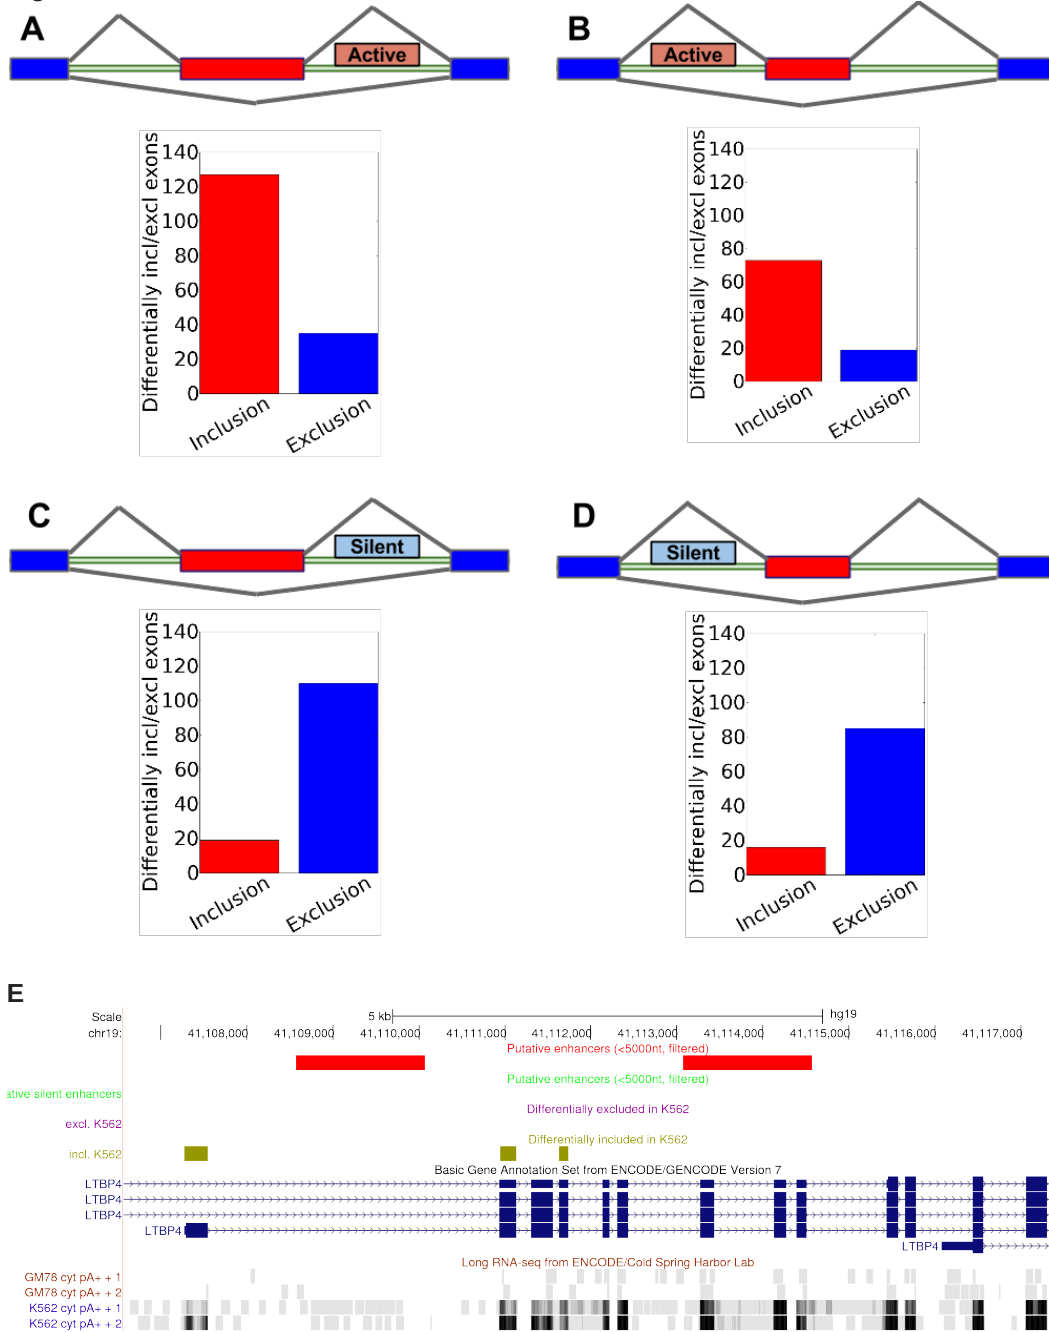 A
Active
Differentially incl/excl exons
140
120
100
80
60
40
20
0
Inclusion
Exclusion
B
Active
Differentially incl/excl exons
140
120
100
80
60
40
20
0
Inclusion
Exclusion
C
Silent
Differentially incl/excl exons
140
120
100
80
60
40
20
0
Inclusion
Exclusion
D
Silent
Differentially incl/excl exons
140
120
100
80
60
40
20
0
Inclusion
Exclusion
E
Scale 5 kb hg19
chr19: 41,108,000 41,109,000 41,110,000 41,111,000 41,112,000 41,113,000 41,114,000 41,115,000 41,116,000 41,117,000
Putative enhancers (<5000nt, filtered)
Putative enhancers (<5000nt, filtered)
ative silent enhancers
Differentially excluded in K562
excl. K562
Differentially included in K562
incl. K562
Basic Gene Annotation Set from ENCODE/GENCODE Version 7
LTBP4
LTBP4
LTBP4
LTBP4
LTBP4
Long RNA-seq from ENCODE/Cold Spring Harbor Lab
GM78 cyt pA+ + 1
GM78 cyt pA+ + 2
K562 cyt pA+ + 1
K562 cyt pA+ + 2